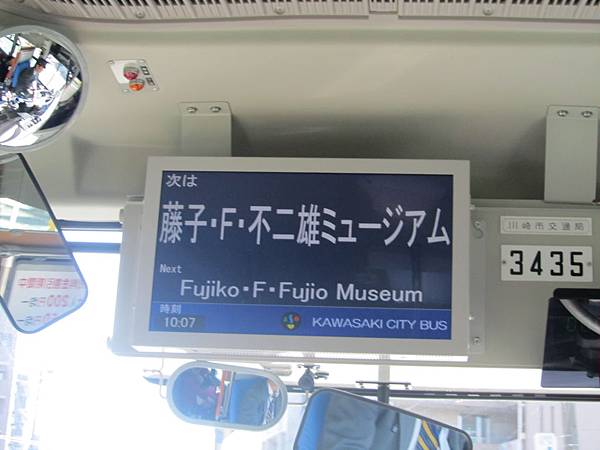 次は
藤子・F・不二雄ミュージアム
Next
Fujiko・F・Fujio Museum
時刻
10:07
KAWASAKI CITY BUS
川崎市交通局
3435